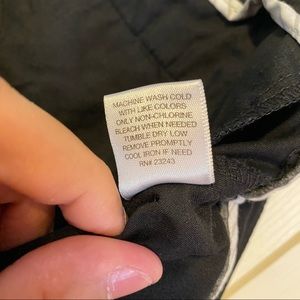 MACHINE WASH COLD
WITH LIKE COLORS
ONLY NON-CHLORINE
BLEACH WHEN NEEDED
TUMBLE DRY LOW
REMOVE PROMPTLY
COOL IRON IF NEED
RN# 23243